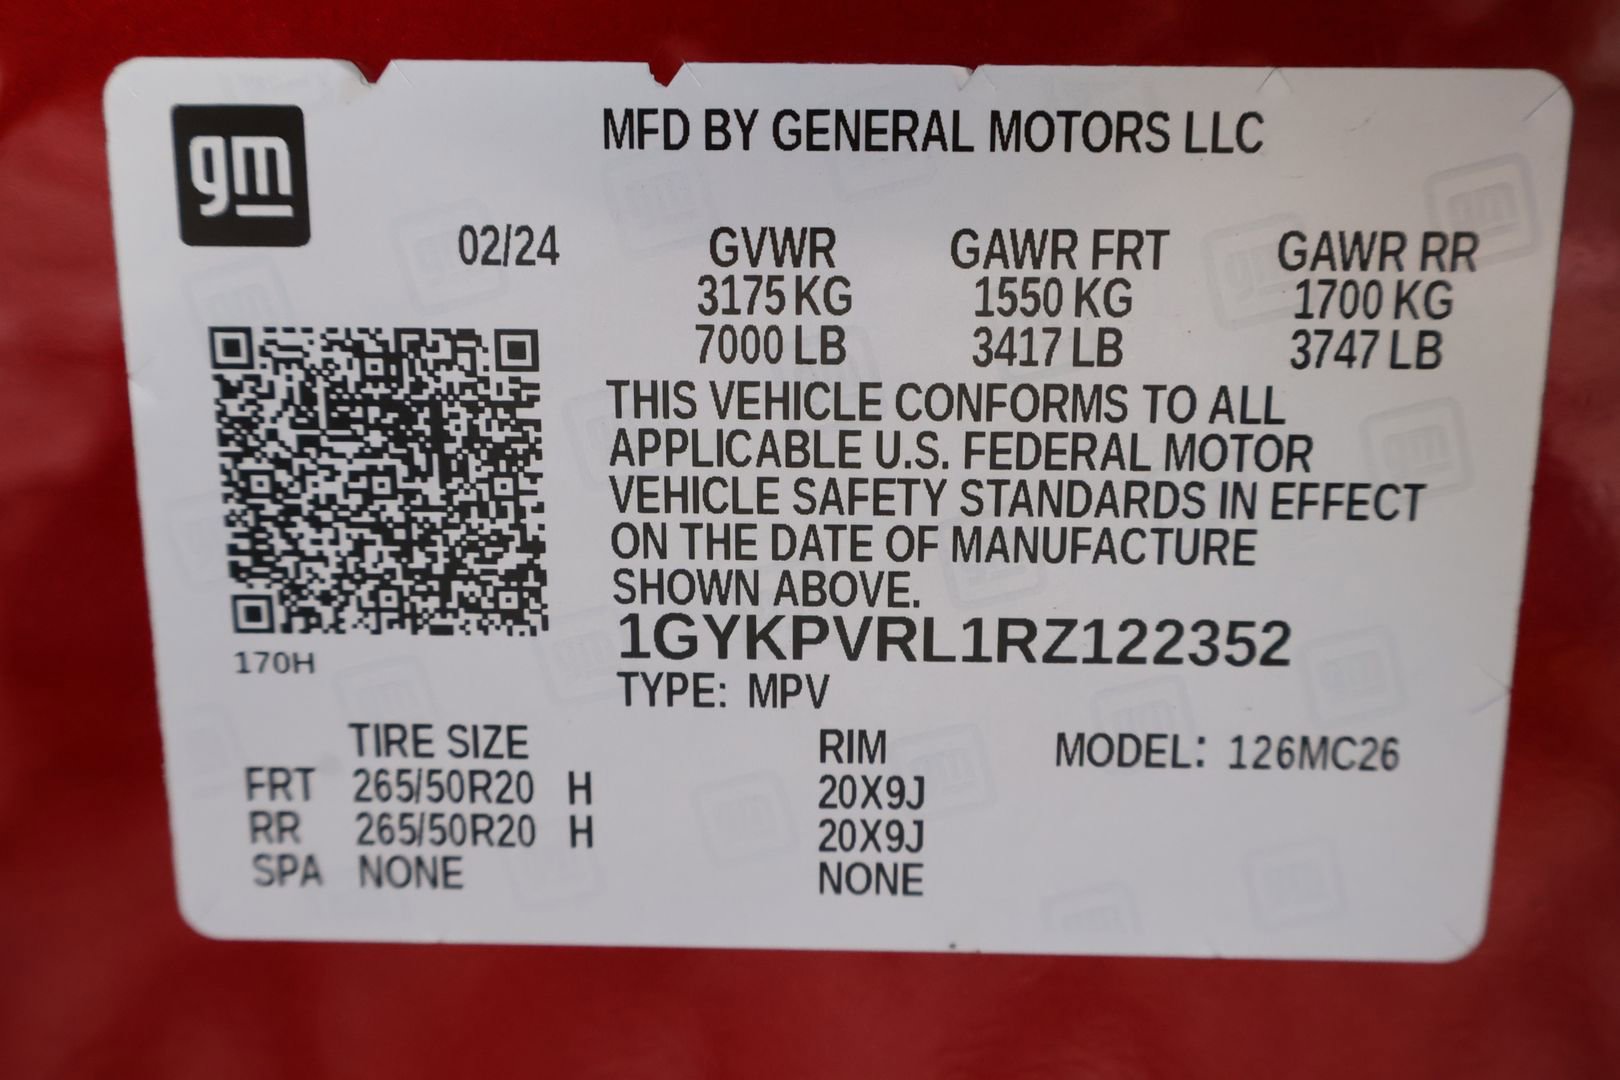 gm
MFD BY GENERAL MOTORS LLC
02/24 GVWR GAWR FRT GAWR RR
3175 KG 1550 KG 1700 KG
7000 LB 3417 LB 3747 LB
THIS VEHICLE CONFORMS TO ALL
APPLICABLE U.S. FEDERAL MOTOR
VEHICLE SAFETY STANDARDS IN EFFECT
ON THE DATE OF MANUFACTURE
SHOWN ABOVE.
1GYKPVRL1RZ122352
170H
TYPE: MPV
TIRE SIZE RIM MODEL: 126MC26
FRT 265/50R20 H 20X9J
RR 265/50R20 H 20X9J
SPA NONE NONE